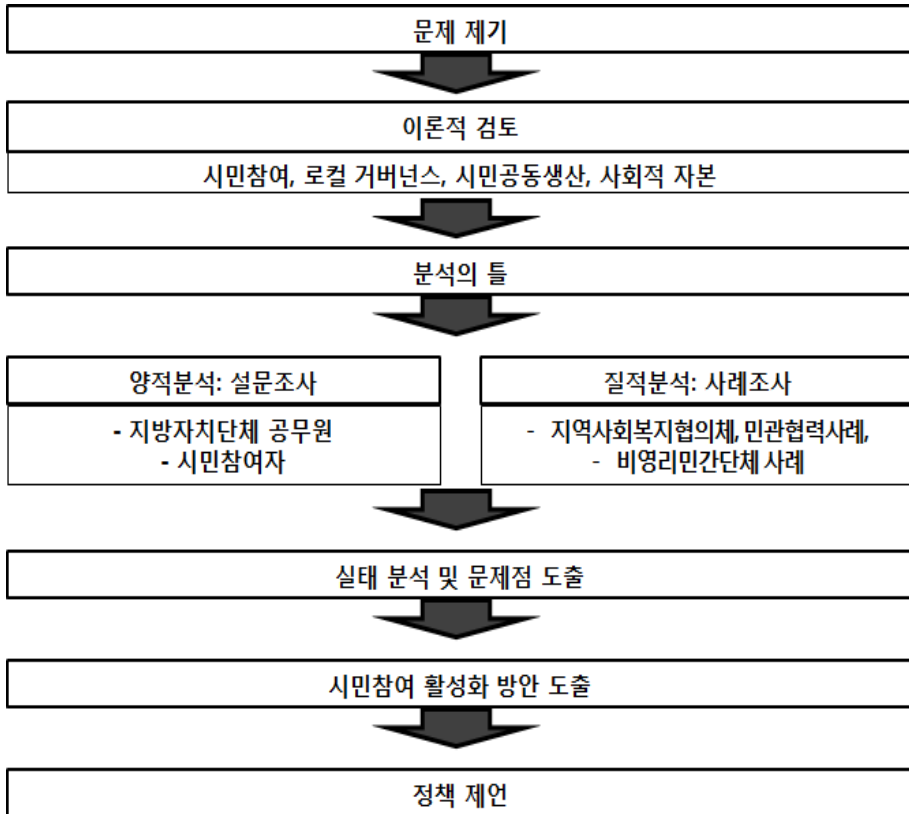 문제 제기
이론적 검토
시민참여, 로컬 거버넌스, 시민공동생산, 사회적 자본
분석의 틀
양적분석: 설문조사
- 지방자치단체 공무원
- 시민참여자
질적분석: 사례조사
- 지역사회복지협의체, 민관협력사례,
- 비영리민간단체 사례
실태 분석 및 문제점 도출
시민참여 활성화 방안 도출
정책 제언